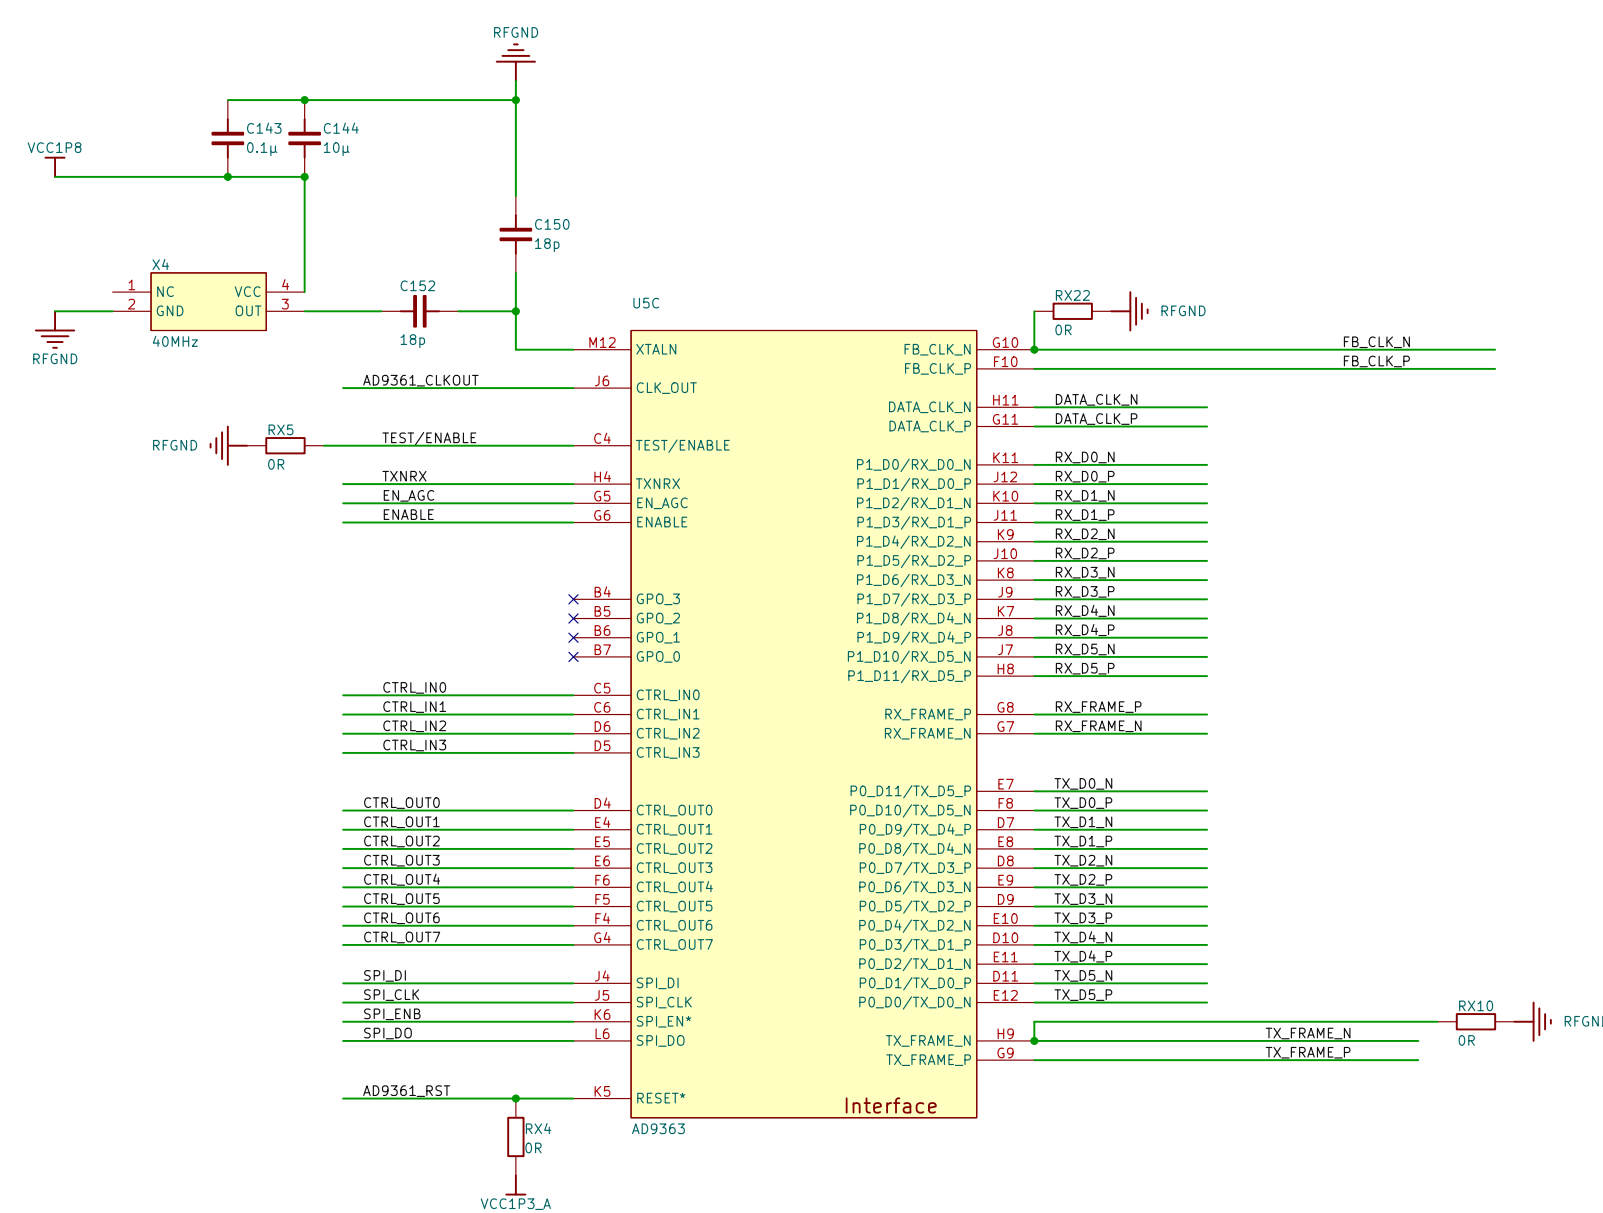 RFGND
C143
0.1µ
C144
10µ
VCC1P8
C150
18p
X4
1 NC VCC 4
2 GND OUT 3
40MHz
RFGND
C152
18p
U5C
RX22
0R
RFGND
M12 XTALN
J6 CLK_OUT
AD9361_CLKOUT
RFGND
RX5
0R
TEST/ENABLE
C4 TEST/ENABLE
TXNRX
H4 TXNRX
EN_AGC
G5 EN_AGC
ENABLE
G6 ENABLE
B4 GPO_3
B5 GPO_2
B6 GPO_1
B7 GPO_0
CTRL_IN0
C5 CTRL_IN0
CTRL_IN1
C6 CTRL_IN1
CTRL_IN2
D6 CTRL_IN2
CTRL_IN3
D5 CTRL_IN3
CTRL_OUT0
D4 CTRL_OUT0
CTRL_OUT1
E4 CTRL_OUT1
CTRL_OUT2
E5 CTRL_OUT2
CTRL_OUT3
E6 CTRL_OUT3
CTRL_OUT4
F6 CTRL_OUT4
CTRL_OUT5
F5 CTRL_OUT5
CTRL_OUT6
F4 CTRL_OUT6
CTRL_OUT7
G4 CTRL_OUT7
SPI_DI
J4 SPI_DI
SPI_CLK
J5 SPI_CLK
SPI_ENB
K6 SPI_EN*
SPI_DO
L6 SPI_DO
AD9361_RST
K5 RESET*
RX4
0R
VCC1P3_A
FB_CLK_N G10
FB_CLK_N
FB_CLK_P F10
FB_CLK_P
DATA_CLK_N H11
DATA_CLK_N
DATA_CLK_P G11
DATA_CLK_P
P1_D0/RX_D0_N K11
RX_D0_N
P1_D1/RX_D0_P J12
RX_D0_P
P1_D2/RX_D1_N K10
RX_D1_N
P1_D3/RX_D1_P J11
RX_D1_P
P1_D4/RX_D2_N K9
RX_D2_N
P1_D5/RX_D2_P J10
RX_D2_P
P1_D6/RX_D3_N K8
RX_D3_N
P1_D7/RX_D3_P J9
RX_D3_P
P1_D8/RX_D4_N K7
RX_D4_N
P1_D9/RX_D4_P J8
RX_D4_P
P1_D10/RX_D5_N J7
RX_D5_N
P1_D11/RX_D5_P H8
RX_D5_P
RX_FRAME_P G8
RX_FRAME_P
RX_FRAME_N G7
RX_FRAME_N
P0_D11/TX_D5_P E7
TX_D0_N
P0_D10/TX_D5_N F8
TX_D0_P
P0_D9/TX_D4_P D7
TX_D1_N
P0_D8/TX_D4_N E8
TX_D1_P
P0_D7/TX_D3_P D8
TX_D2_N
P0_D6/TX_D3_N E9
TX_D2_P
P0_D5/TX_D2_P D9
TX_D3_N
P0_D4/TX_D2_N E10
TX_D3_P
P0_D3/TX_D1_P D10
TX_D4_N
P0_D2/TX_D1_N E11
TX_D4_P
P0_D1/TX_D0_P D11
TX_D5_N
P0_D0/TX_D0_N E12
TX_D5_P
RX10
0R
RFGND
TX_FRAME_N H9
TX_FRAME_N
TX_FRAME_P G9
TX_FRAME_P
Interface
AD9363